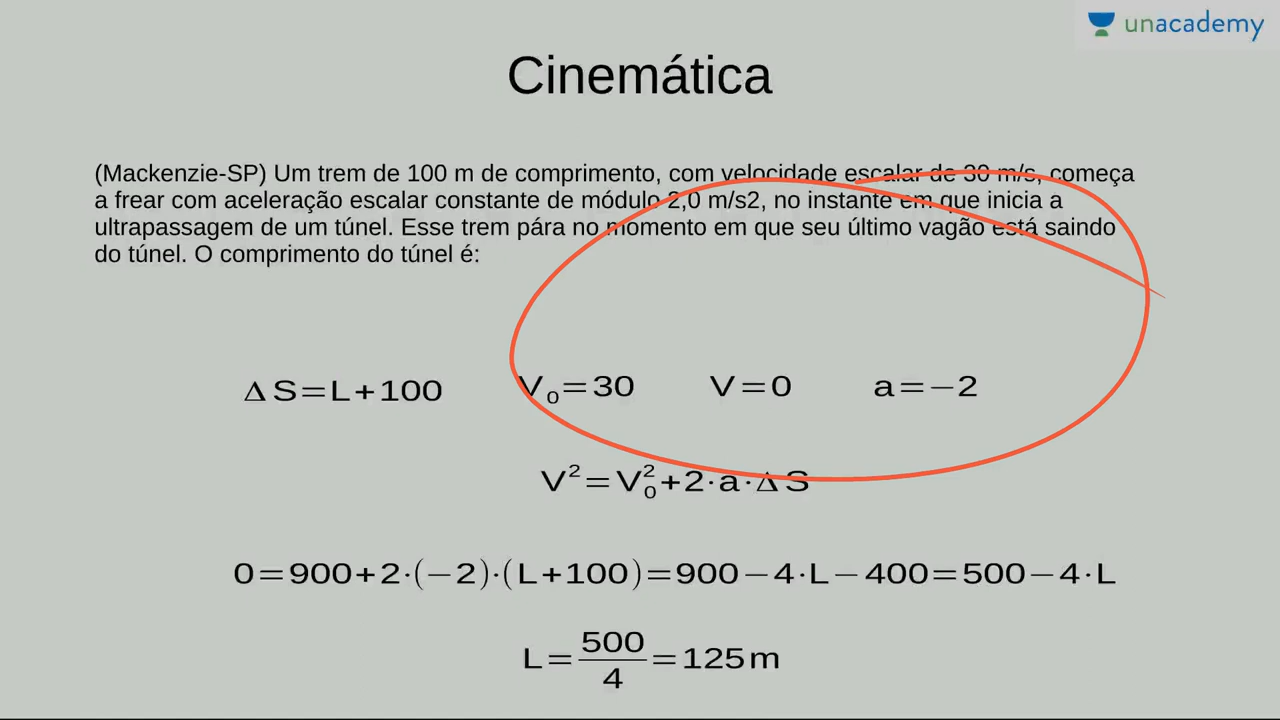 unacademy
Cinemática
(Mackenzie-SP) Um trem de 100 m de comprimento, com velocidade escalar de 30 m/s, começa
a frear com aceleração escalar constante de módulo 2,0 m/s2, no instante em que inicia a
ultrapassagem de um túnel. Esse trem pára no momento em que seu último vagão está saindo
do túnel. O comprimento do túnel é:
Δ S=L+100 V₀=30 V=0 a=−2
V²=V₀²+2·a·Δ S
0=900+2·(−2)·(L+100)=900−4·L−400=500−4·L
L=500/4=125m